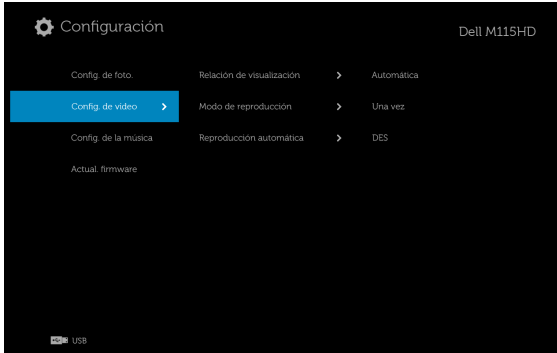 Configuración
Dell M115HD
Config. de foto. Relación de visualización > Automática
Config. de video > Modo de reproducción > Una vez
Config. de la música Reproducción automática > DES
Actual. firmware
USB